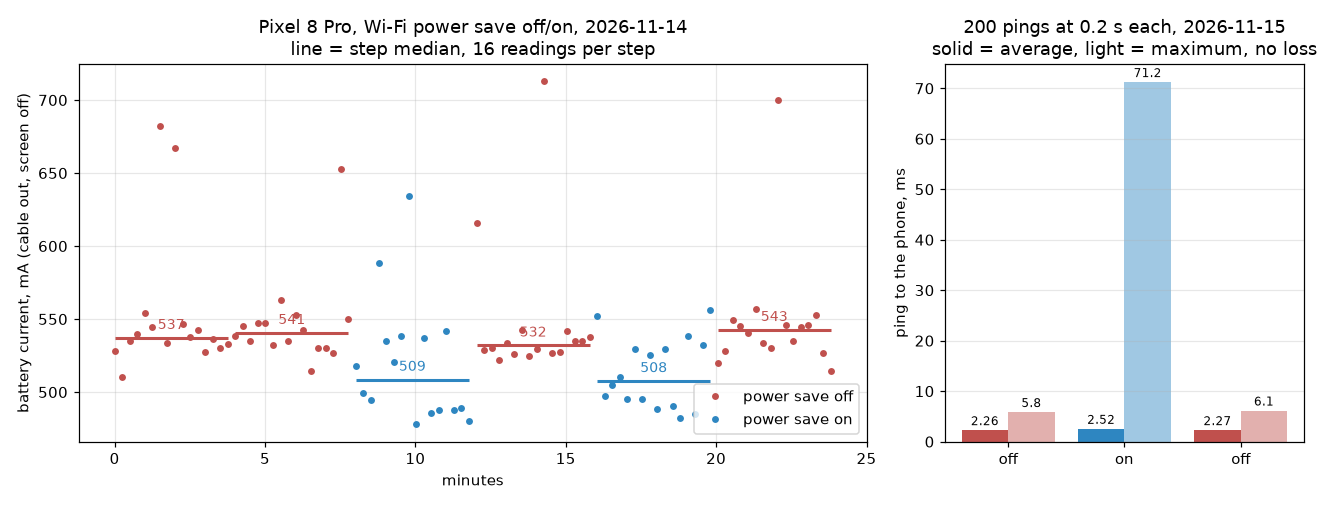 Pixel 8 Pro, Wi-Fi power save off/on, 2026-11-14
line = step median, 16 readings per step
battery current, mA (cable out, screen off)
700
650
600
550
500
537
541
509
532
508
543
power save off
power save on
0
5
10
15
20
25
minutes
200 pings at 0.2 s each, 2026-11-15
solid = average, light = maximum, no loss
ping to the phone, ms
70
60
50
40
30
20
10
0
2.26
5.8
2.52
71.2
2.27
6.1
off
on
off